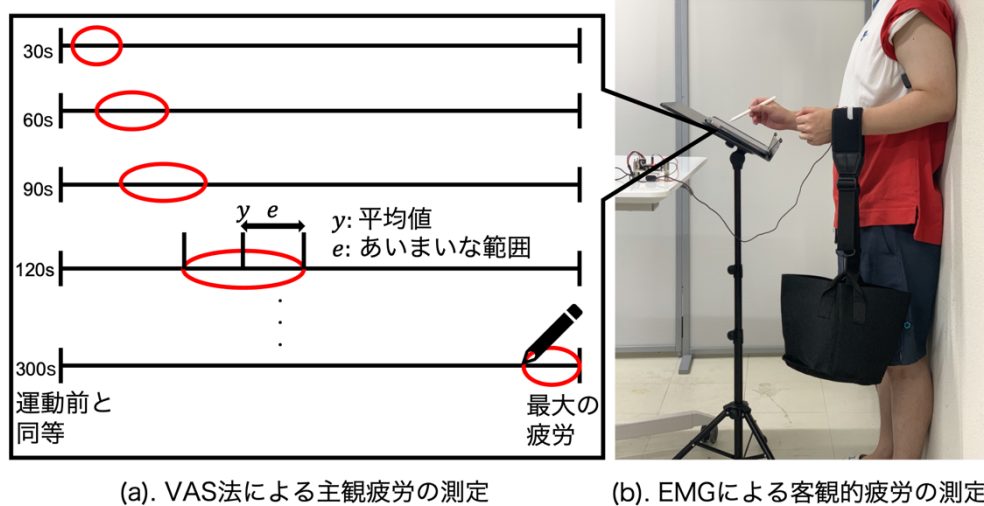 30s
60s
90s
y e
y: 平均値
e: あいまいな範囲
120s
300s
運動前と
同等
最大の
疲労
(a). VAS法による主観疲労の測定
(b). EMGによる客観的疲労の測定